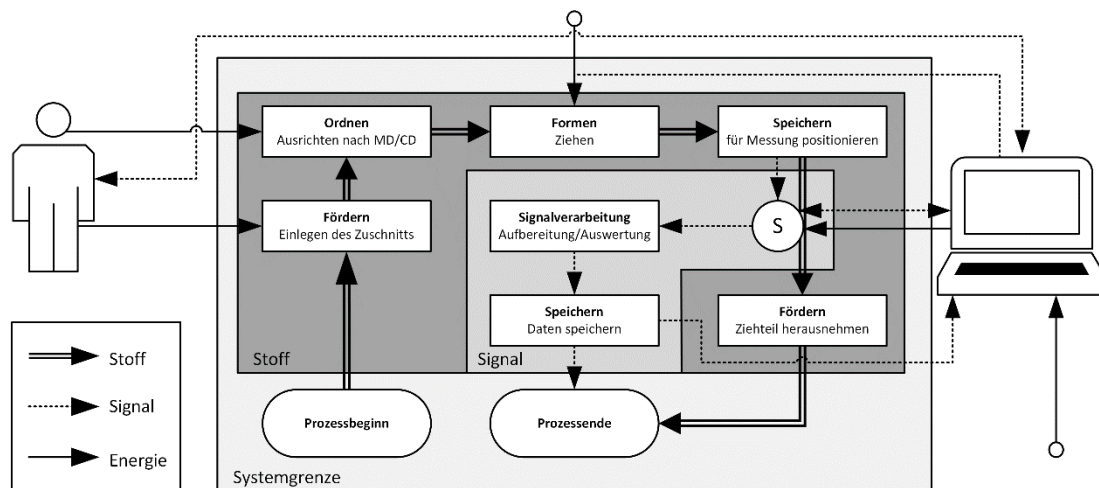 Ordnen
Ausrichten nach MD/CD
Formen
Ziehen
Speichern
für Messung positionieren
Fördern
Einlegen des Zuschnitts
Signalverarbeitung
Aufbereitung/Auswertung
S
Speichern
Daten speichern
Fördern
Ziehteil herausnehmen
Stoff
Signal
Stoff
Signal
Energie
Prozessbeginn
Prozessende
Systemgrenze